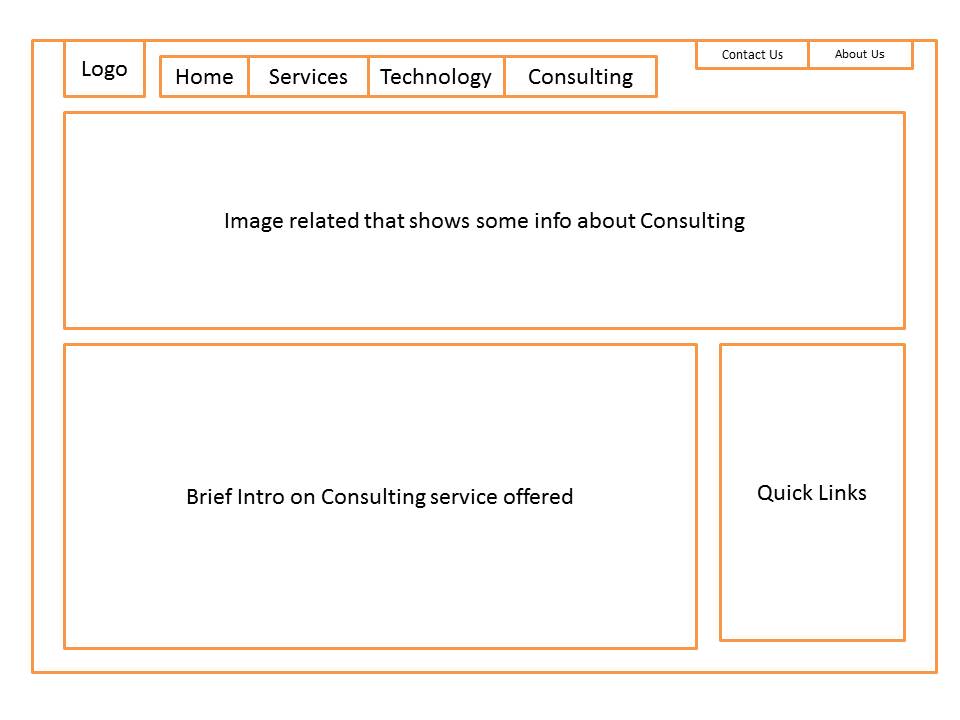 Logo
Home
Services
Technology
Consulting
Contact Us
About Us
Image related that shows some info about Consulting
Brief Intro on Consulting service offered
Quick Links